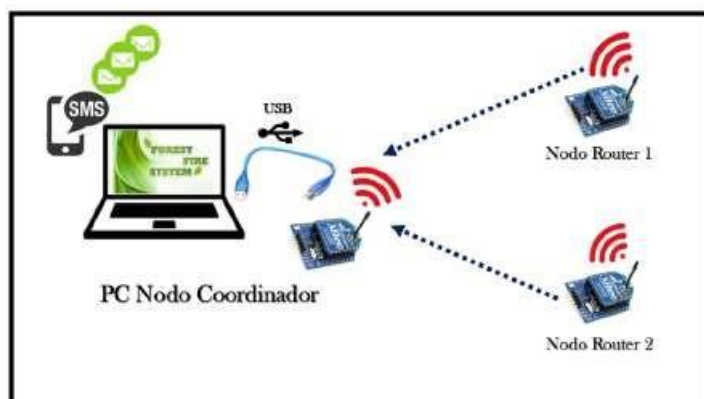 SMS
USB
FOREST
FIRE
SYSTEM
PC Nodo Coordinador
Nodo Router 1
Nodo Router 2